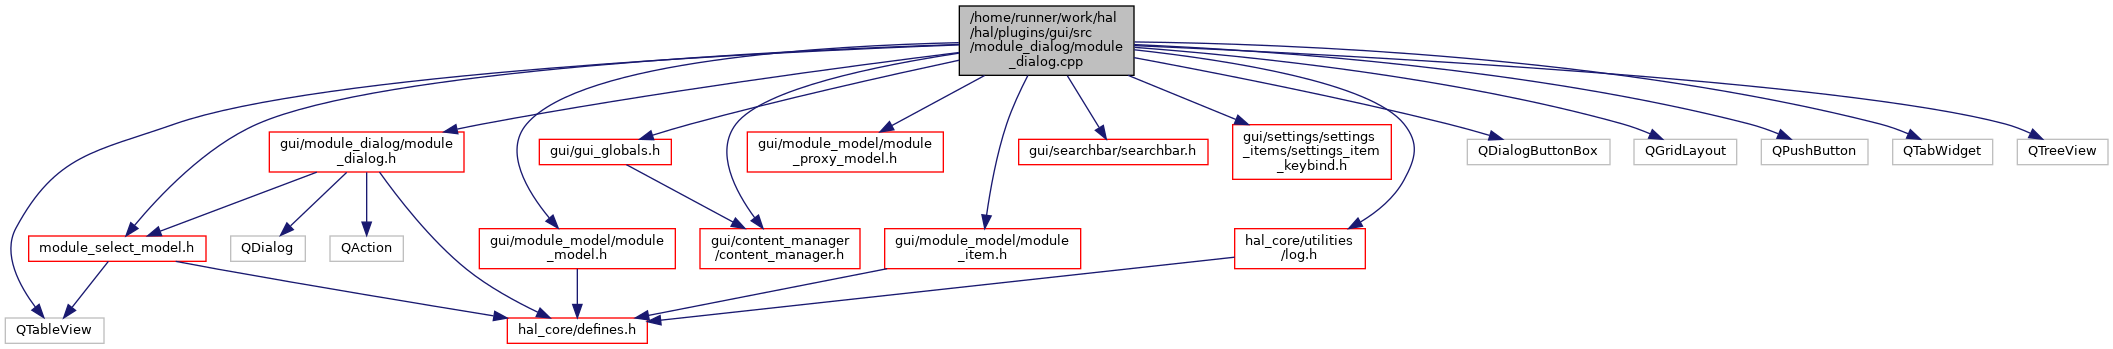 /home/runner/work/hal
/hal/plugins/gui/src
/module_dialog/module
_dialog.cpp
gui/module_dialog/module
_dialog.h
gui/gui_globals.h
gui/module_model/module
_proxy_model.h
gui/searchbar/searchbar.h
gui/settings/settings
_items/settings_item
_keybind.h
QDialogButtonBox
QGridLayout
QPushButton
QTabWidget
QTreeView
module_select_model.h
QDialog
QAction
gui/module_model/module
_model.h
gui/content_manager
/content_manager.h
gui/module_model/module
_item.h
hal_core/utilities
/log.h
QTableView
hal_core/defines.h